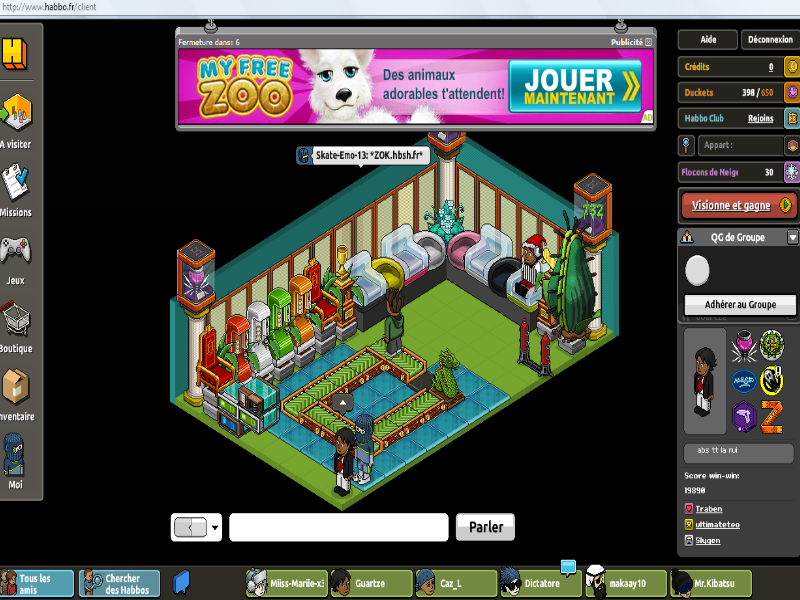 http://www.habbo.fr/client
H
A visiter
Missions
Jeux
Boutique
Inventaire
Moi
Fermeture dans: 6
Publicité
MY FREE
ZOO
Des animaux
adorables t'attendent!
JOUER
MAINTENANT
AD
Skate-Emo-13: *ZOK.hbsh.fr*
732
Parler
Aide
Déconnexion
Crédits 0
Duckets 398 / 650
Habbo Club Rejoins
Appart :
Flocons de Neige 30
Visionne et gagne
QG de Groupe
Adhérer au Groupe
abs tt la nui
Score win-win:
19890
Traben
ultimateteo
Skygen
Tous les
amis
Chercher
des Habbos
Miiss-Mariie-x3
Guartze
Caz_L
Dictatore
makaay10
Mr.Kibatsu